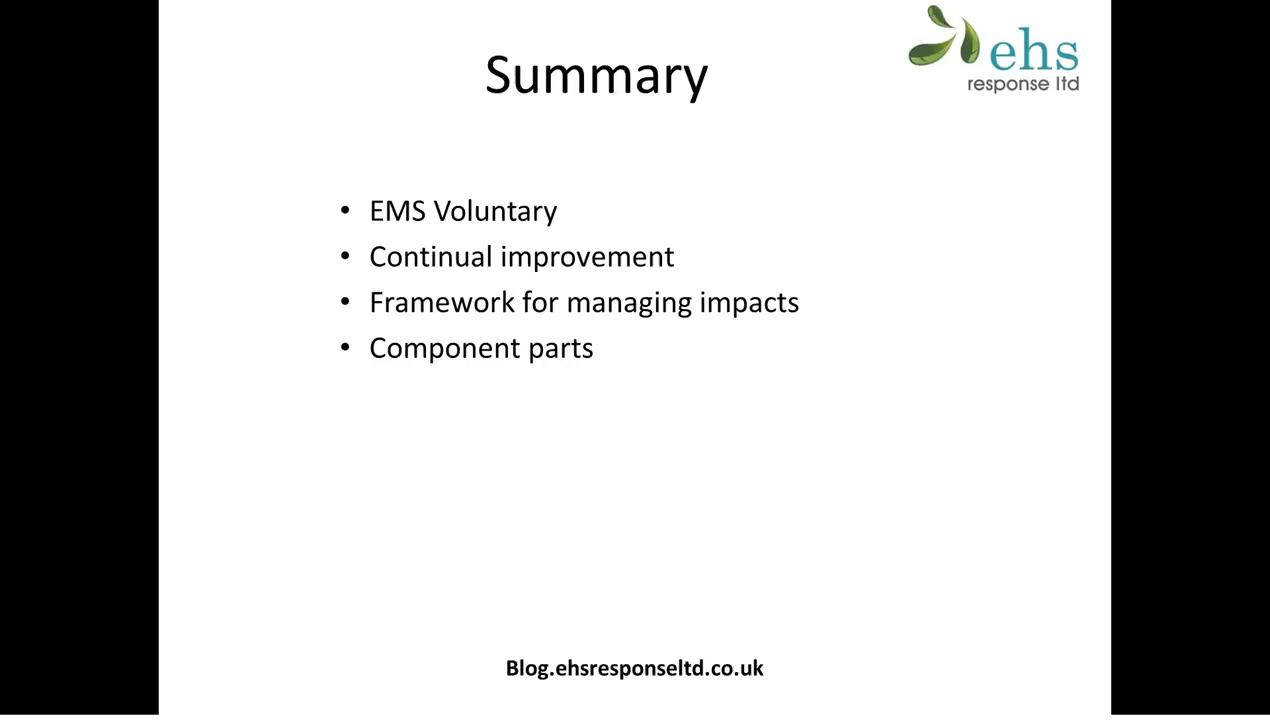 ehs
response ltd
Summary
• EMS Voluntary
• Continual improvement
• Framework for managing impacts
• Component parts
Blog.ehsresponseltd.co.uk